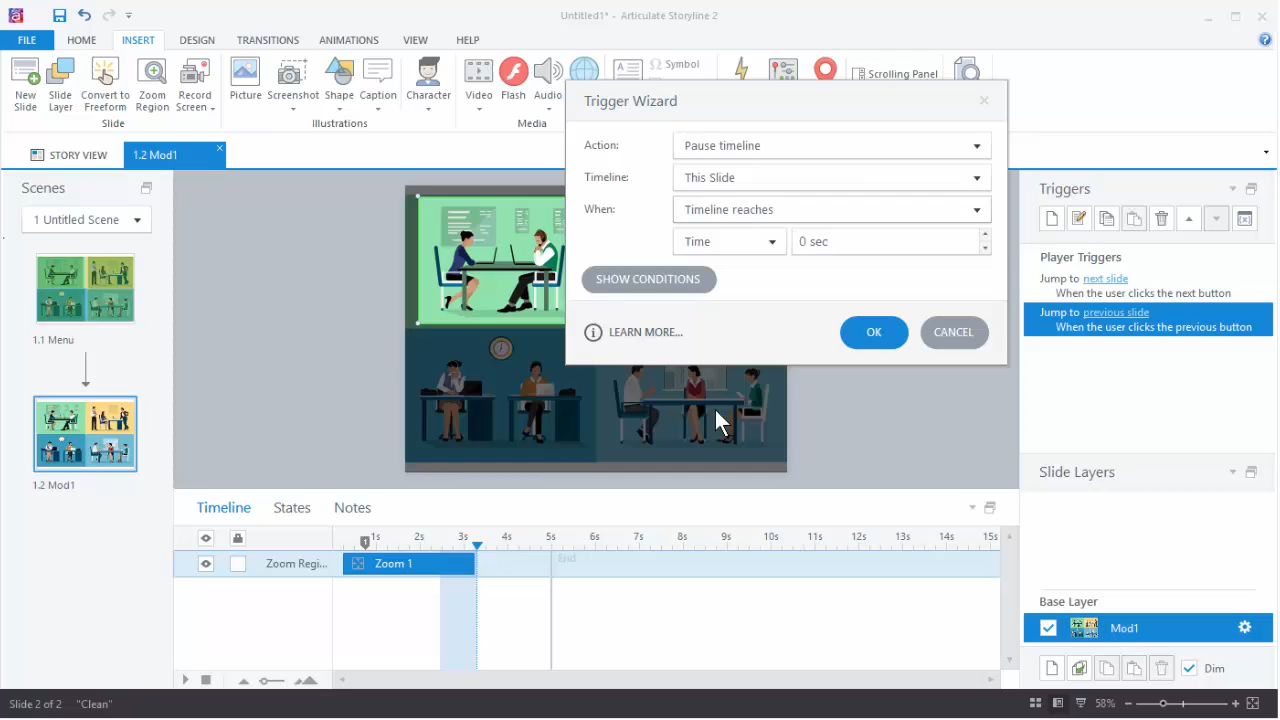 Untitled1* - Articulate Storyline 2
FILE HOME INSERT DESIGN TRANSITIONS ANIMATIONS VIEW HELP
New Slide
Slide Layer
Convert to Freeform
Zoom Region
Record Screen
Slide
Picture
Screenshot
Shape
Caption
Character
Illustrations
Video
Flash
Audio
Media
A
Symbol
Scrolling Panel
STORY VIEW
1.2 Mod1
Scenes
1 Untitled Scene
1.1 Menu
1.2 Mod1
Trigger Wizard
Action: Pause timeline
Timeline: This Slide
When: Timeline reaches
Time 0 sec
SHOW CONDITIONS
LEARN MORE...
OK
CANCEL
Triggers
Player Triggers
Jump to next slide
When the user clicks the next button
Jump to previous slide
When the user clicks the previous button
Slide Layers
Base Layer
Mod1
Dim
Timeline States Notes
1 1s 2s 3s 4s 5s 6s 7s 8s 9s 10s 11s 12s 13s 14s 15s
Zoom Regi... Zoom 1 End
Slide 2 of 2 "Clean"
58%